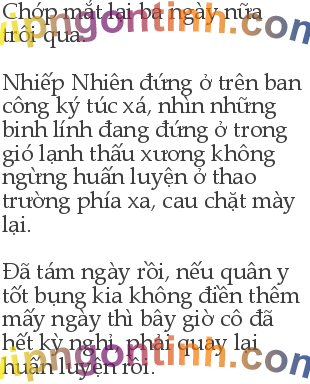 Chớp mắt lại ba ngày nữa
trôi qua.
Nhiếp Nhiên đứng ở trên ban
công ký túc xá, nhìn những
binh lính đang đứng ở trong
gió lạnh thấu xương không
ngừng huấn luyện ở thao
trường phía xa, cau chặt mày
lại.
Đã tám ngày rồi, nếu quân y
tốt bụng kia không điền thêm
mấy ngày thì bây giờ cô đã
hết kỳ nghỉ, phải quay lại
huấn luyện rồi.
vipngontinh.com
vipngontinh.com